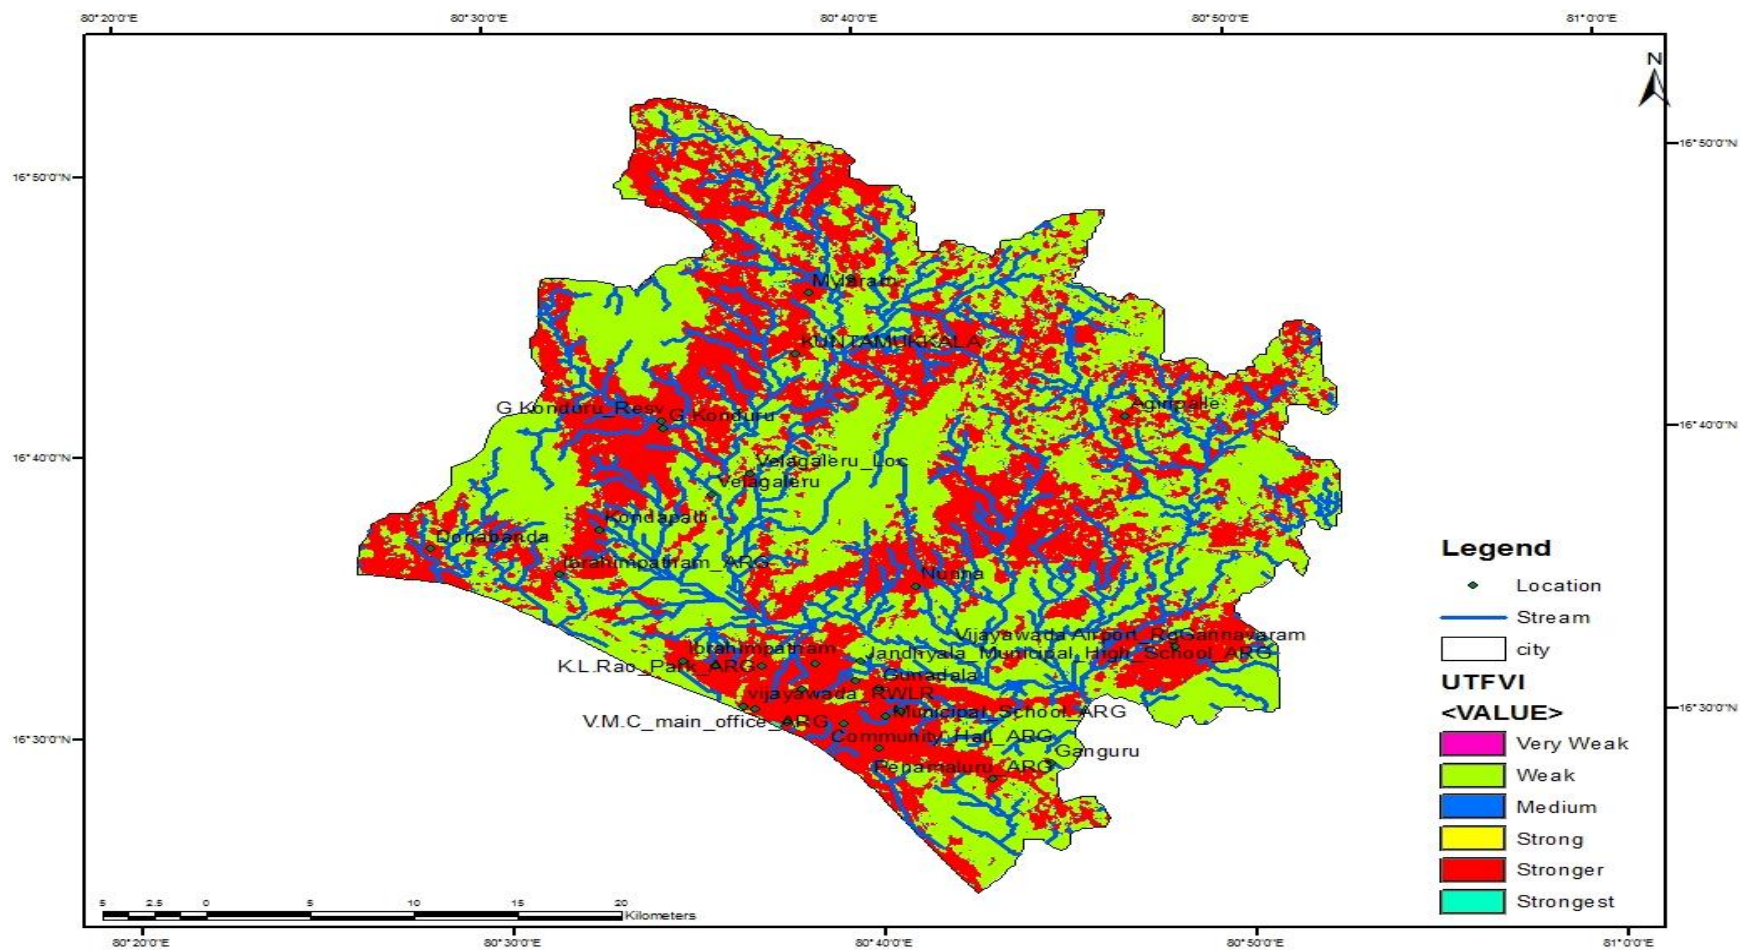 80°20'0"E 80°30'0"E 80°40'0"E 80°50'0"E 81°0'0"E
N
16°50'0"N
16°50'0"N
Mylaram
KUNTAMUKKALA
Agiripalle
G.Konduru_Resv
G.Konduru
16°40'0"N
16°40'0"N
Velagaleru_Loc
Velagaleru
Kondapalli
Donabanda
Ibrahimpatnam_ARG
Nunna
Vijayawada Airport_Ro
Gannavaram
Ibrahimpatnam
Jandhyala_Municipal_High_School_ARG
K.L.Rao_Park_ARG
Gunadala
vijayawada_RWLR
Municipal_School_ARG
V.M.C_main_office_ARG
16°30'0"N
16°30'0"N
Community_Hall_ARG
Ganguru
Penamaluru_ARG
Legend
Location
Stream
city
UTFVI
<VALUE>
Very Weak
Weak
Medium
Strong
Stronger
Strongest
5 2.5 0 5 10 15 20
Kilometers
80°20'0"E 80°30'0"E 80°40'0"E 80°50'0"E 81°0'0"E